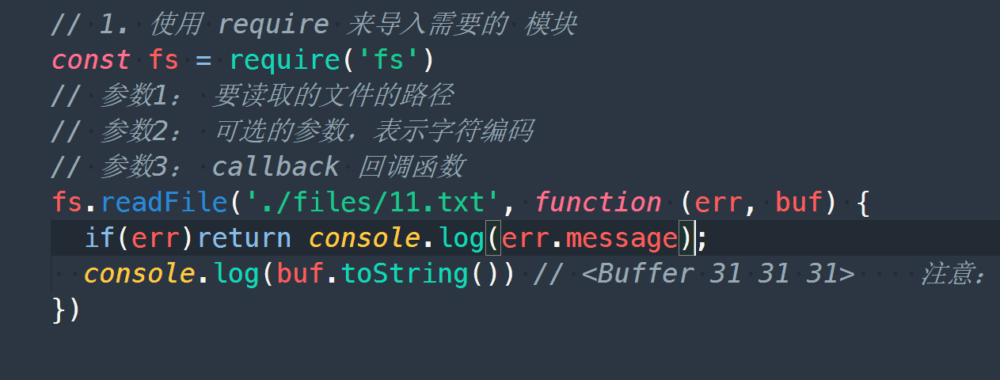 // 1. 使用 require 来导入需要的 模块
const fs = require('fs')
// 参数1： 要读取的文件的路径
// 参数2： 可选的参数，表示字符编码
// 参数3： callback 回调函数
fs.readFile('./files/11.txt', function (err, buf) {
  if(err)return console.log(err.message);
  console.log(buf.toString()) // <Buffer 31 31 31>    注意：
})